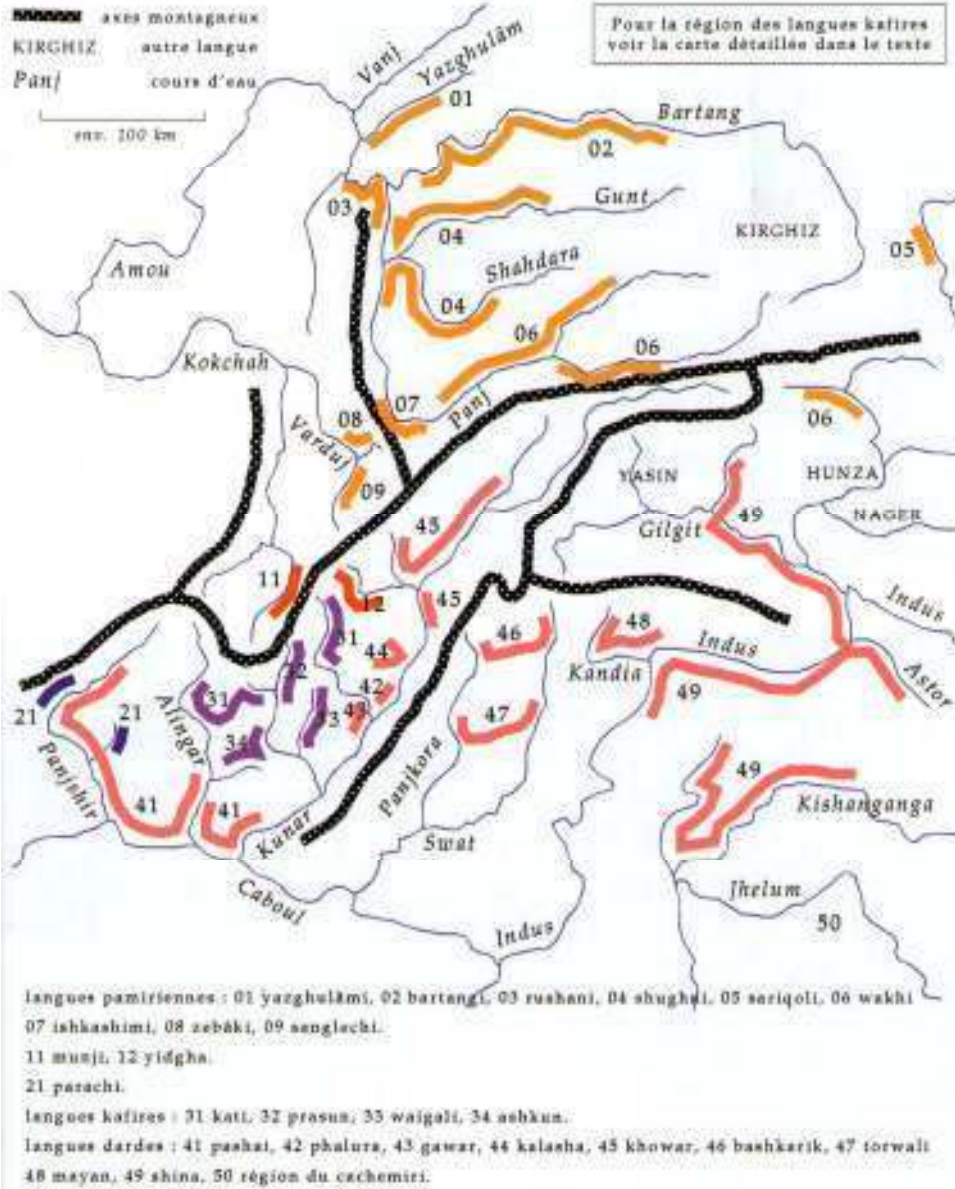 axes montagneux
KIRGHIZ autre langue
Panj cours d'eau
env. 100 km
Pour la région des langues kafires
voir la carte détaillée dans le texte
Vanj
Yazghulâm
01
Bartang
02
03
Gunt
04
KIRGHIZ
05
Amou
Shahdara
04
06
Kokchah
06
07
Panj
08
Varduj
06
09
YASIN
HUNZA
43
49
NAGER
Gilgit
11
12
45
Indus
31
46
48
Indus
44
32
Kandia
Astor
42
49
21
31
33
43
21
Alingar
47
34
Panjshir
Panjkora
49
41
41
Kunar
Kishanganga
Swat
Caboul
Jhelum
50
Indus
langues pamiriennes : 01 yazghulâmi, 02 bartangi, 03 rushani, 04 shughni, 05 sariqoli, 06 wakhi
07 ishkashimi, 08 zebâki, 09 sanglechi.
11 munji, 12 yidgha.
21 parachi.
langues kafires : 31 kati, 32 prasun, 33 waigali, 34 ashkun.
langues dardes : 41 pashai, 42 phalura, 43 gawar, 44 kalasha, 45 khowar, 46 bashkarik, 47 torwali
48 mayan, 49 shina, 50 région du cachemiri.